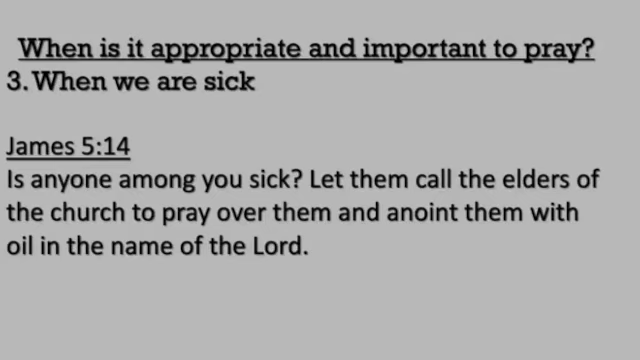 When is it appropriate and important to pray?
3. When we are sick
James 5:14
Is anyone among you sick? Let them call the elders of
the church to pray over them and anoint them with
oil in the name of the Lord.